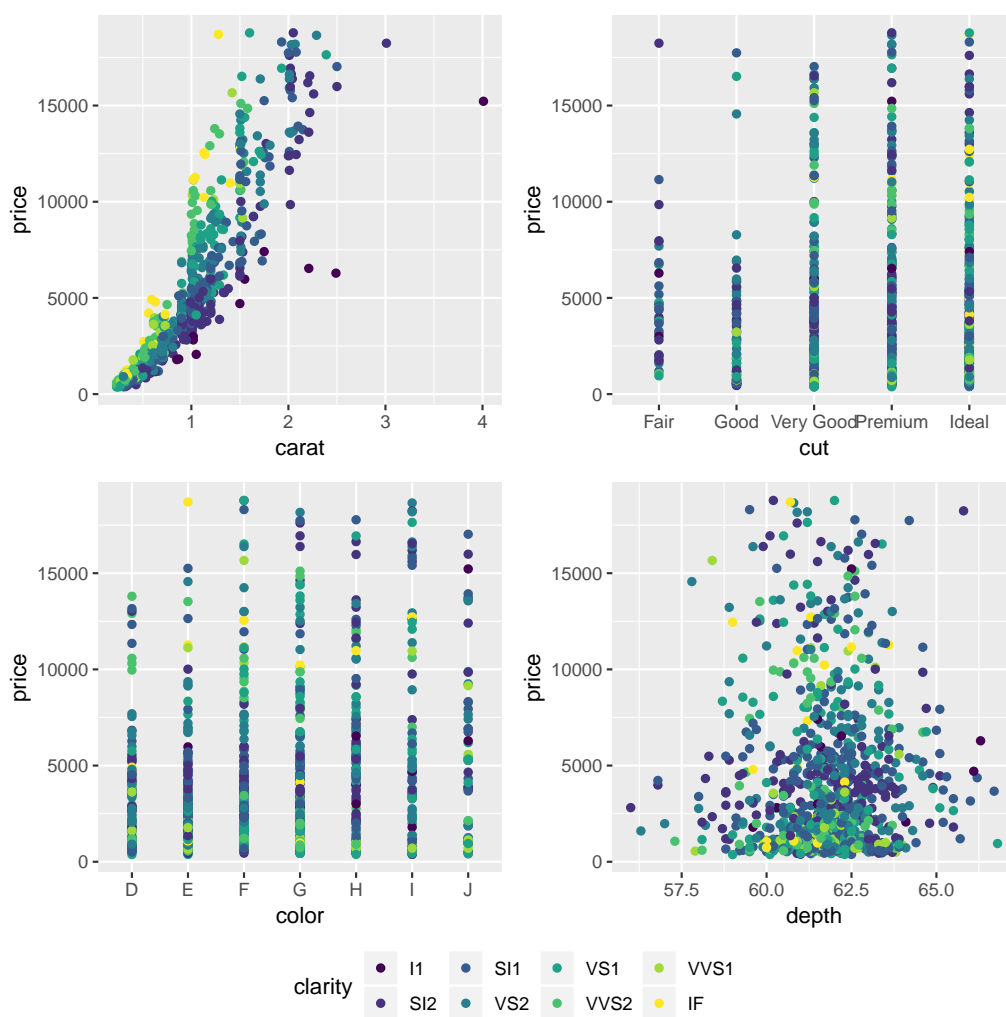 15000
10000
5000
0
price
1 2 3 4
carat
15000
10000
5000
0
price
Fair Good Very Good Premium Ideal
cut
15000
10000
5000
0
price
D E F G H I J
color
15000
10000
5000
0
price
57.5 60.0 62.5 65.0
depth
clarity
I1 SI1 VS1 VVS1
SI2 VS2 VVS2 IF